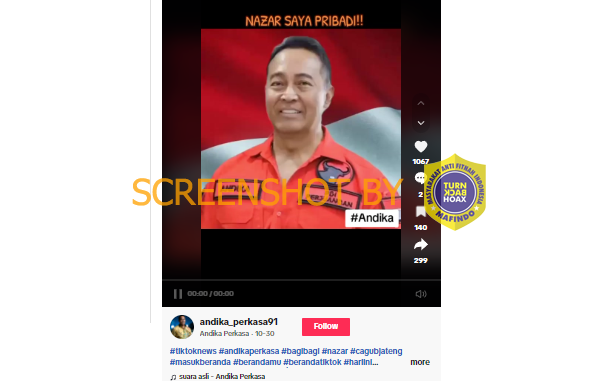 NAZAR SAYA PRIBADI!!
#Andika
1067
2
140
299
SCREENSHOT BY
MASYARAKAT ANTI FITNAH INDONESIA
TURN
BACK
HOAX
MAFINDO
00:00 / 00:00
andika_perkasa91
Andika Perkasa · 10-30
Follow
#tiktoknews #andikaperkasa #bagibagi #nazar #cagubjateng
#masukberanda #berandamu #berandatiktok #hariini...
more
♫ suara asli - Andika Perkasa